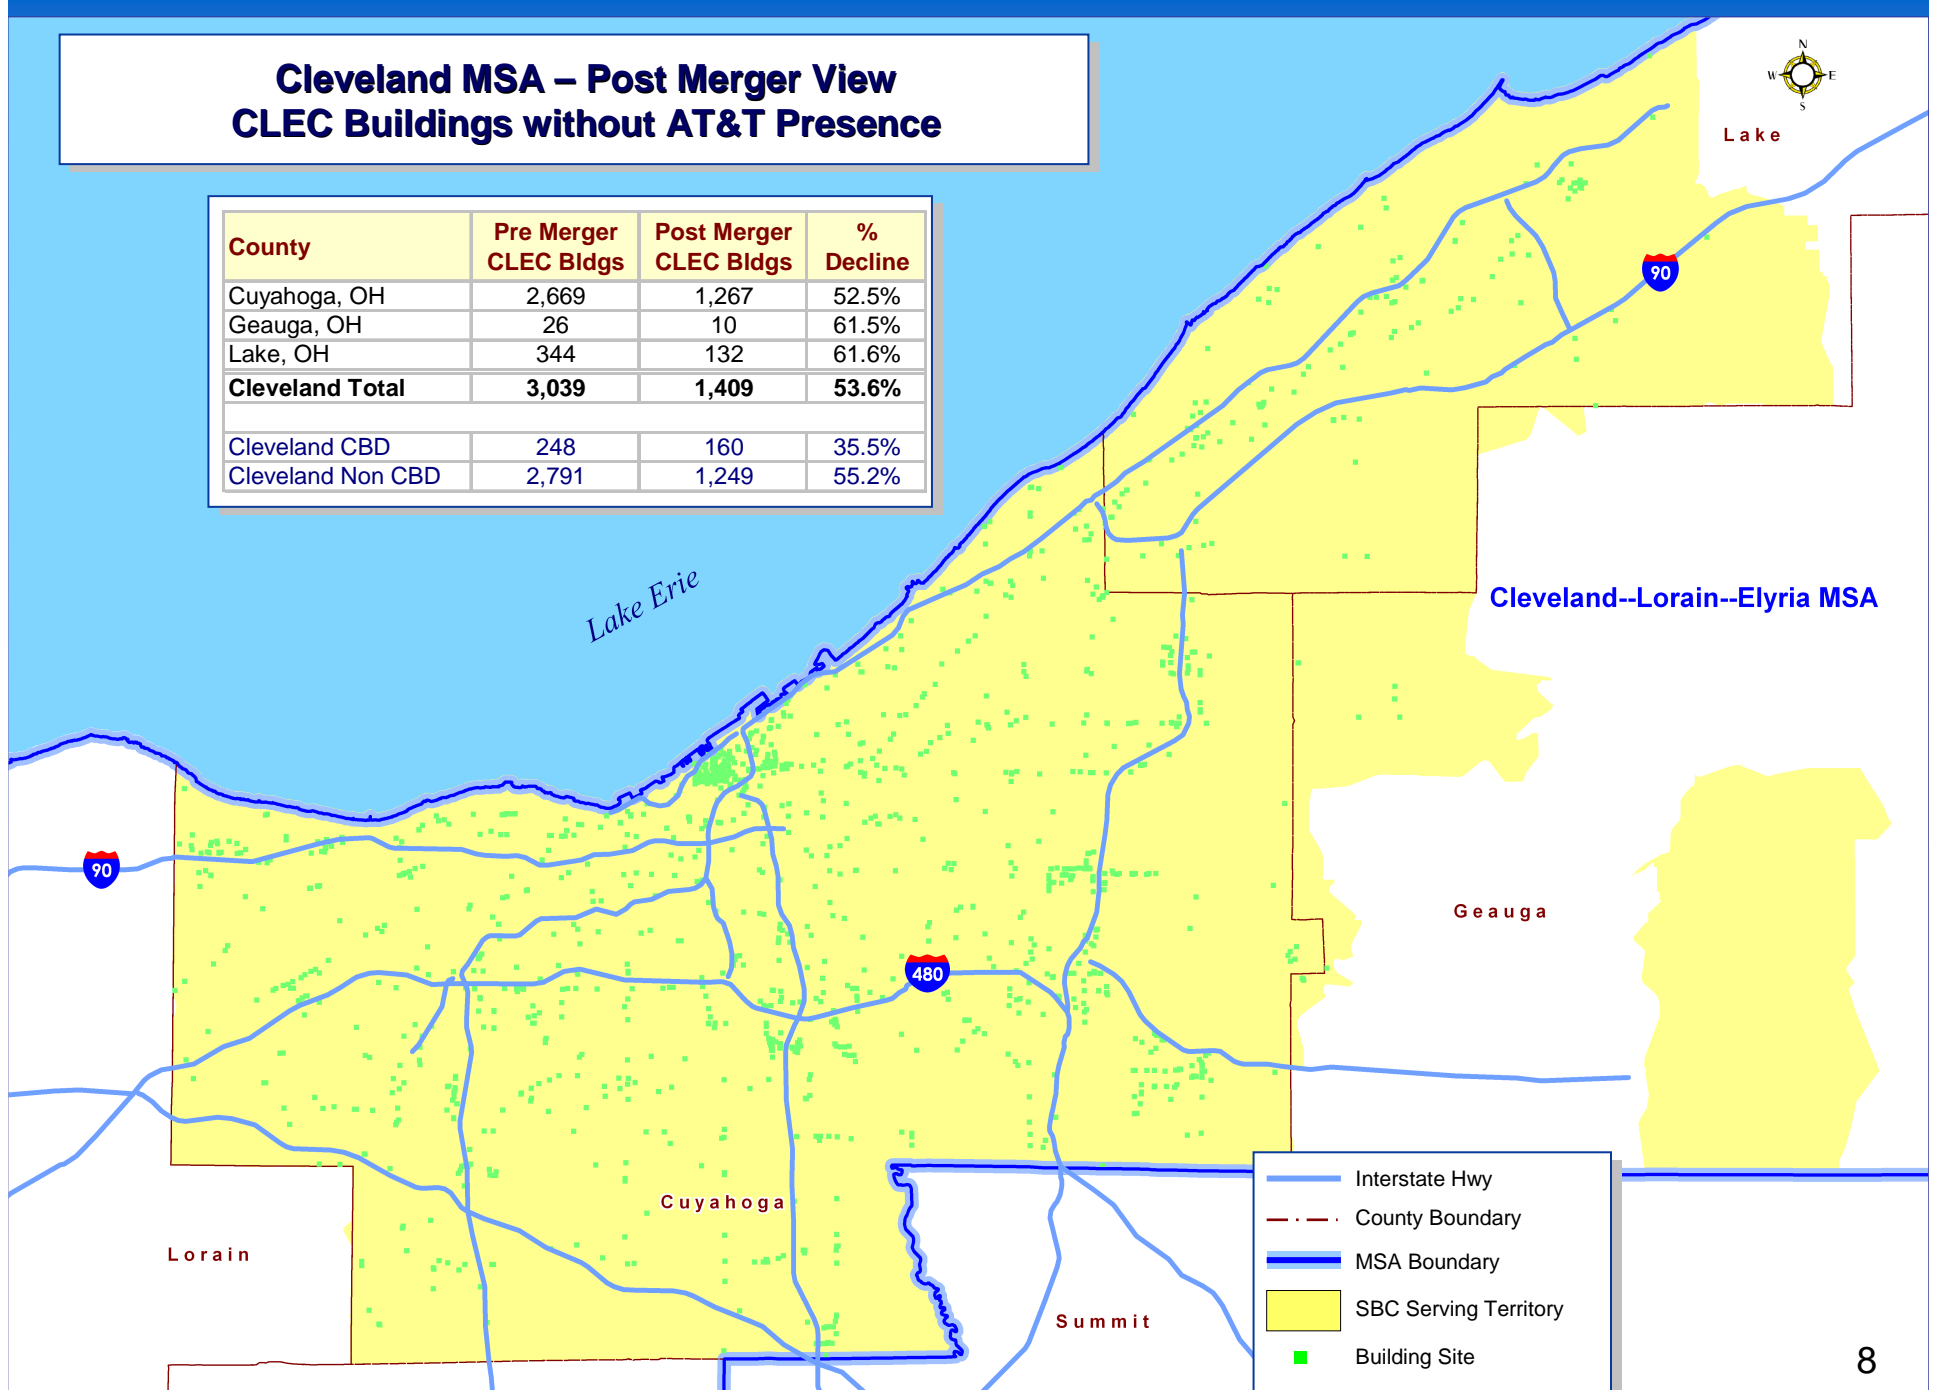 Cleveland MSA – Post Merger View
CLEC Buildings without AT&T Presence
County | Pre Merger CLEC Bldgs | Post Merger CLEC Bldgs | % Decline
Cuyahoga, OH | 2,669 | 1,267 | 52.5%
Geauga, OH | 26 | 10 | 61.5%
Lake, OH | 344 | 132 | 61.6%
Cleveland Total | 3,039 | 1,409 | 53.6%
Cleveland CBD | 248 | 160 | 35.5%
Cleveland Non CBD | 2,791 | 1,249 | 55.2%
N
W E
S
Lake
90
Lake Erie
Cleveland--Lorain--Elyria MSA
90
Geauga
480
Cuyahoga
Lorain
Summit
Interstate Hwy
County Boundary
MSA Boundary
SBC Serving Territory
Building Site
8